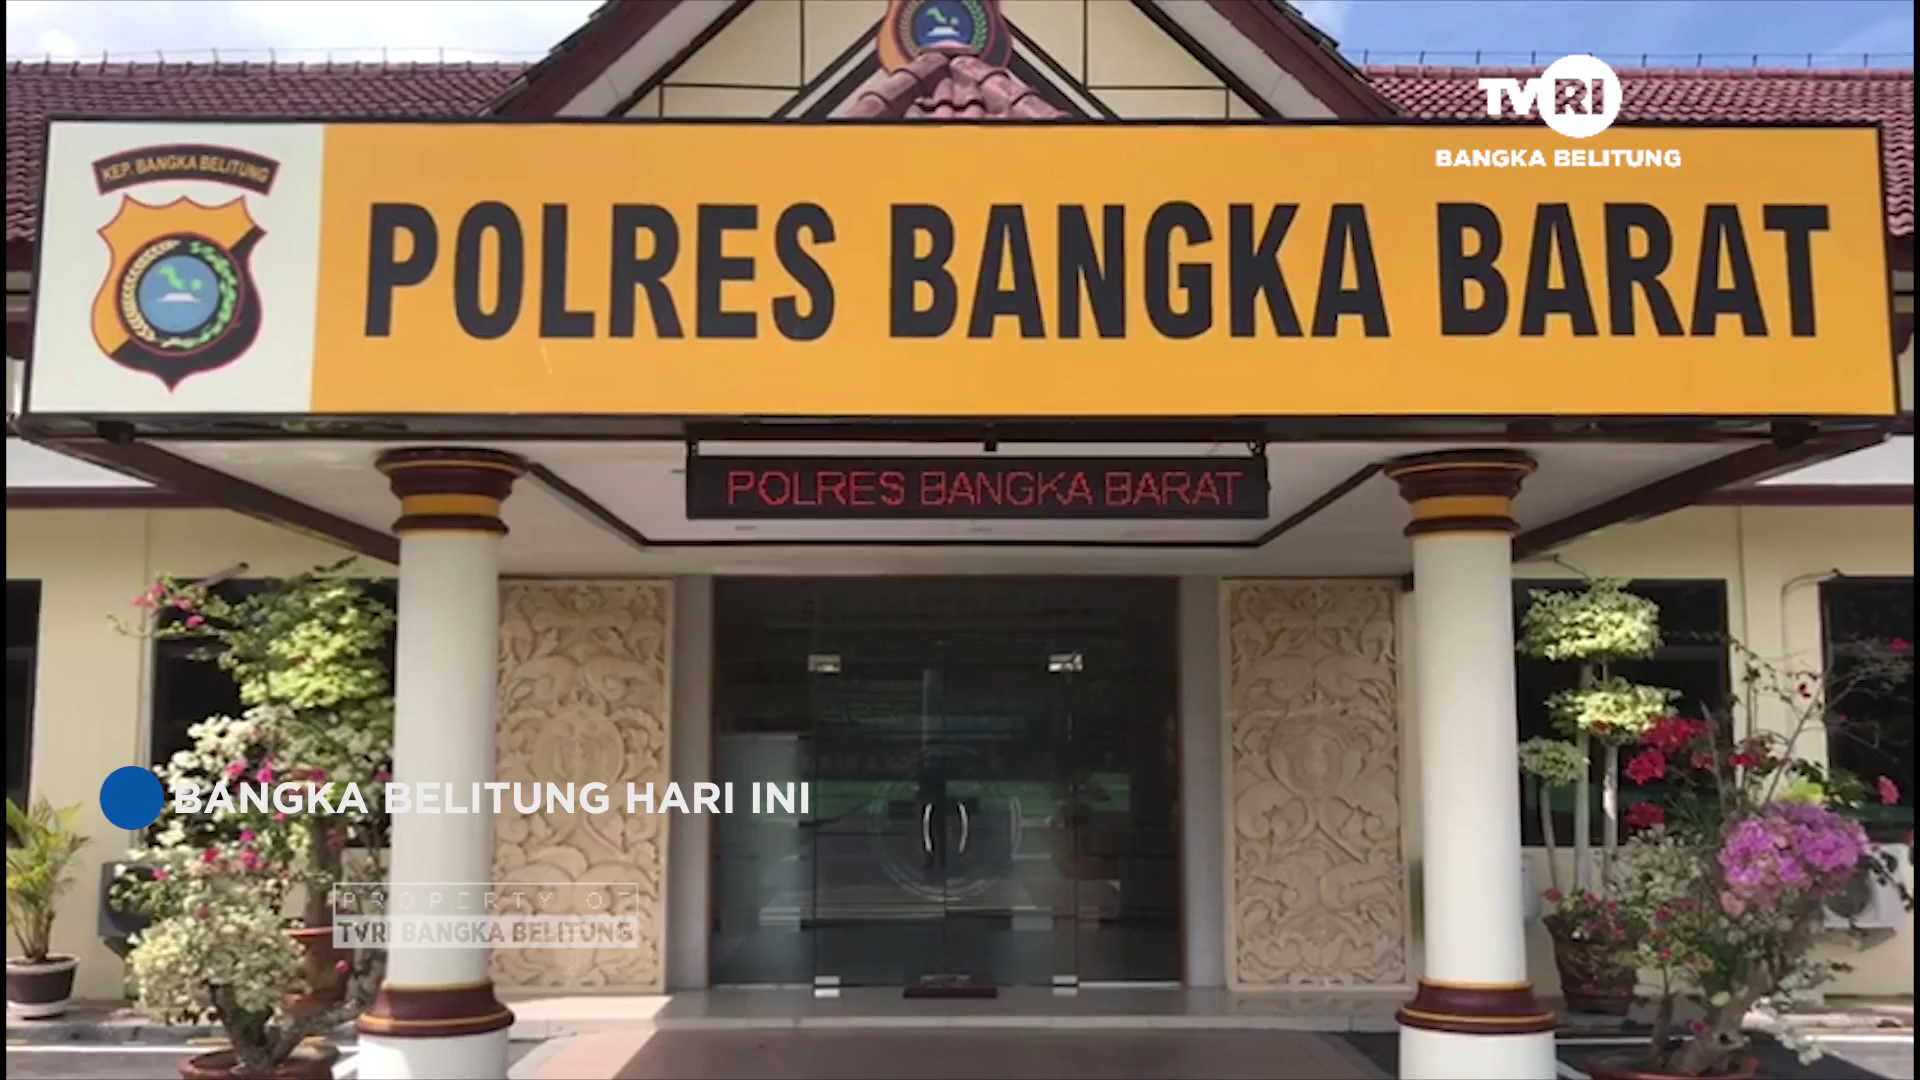 TVRI
BANGKA BELITUNG
KEP. BANGKA BELITUNG
POLRES BANGKA BARAT
POLRES BANGKA BARAT
BANGKA BELITUNG HARI INI
PROPERTY OF
TVRI BANGKA BELITUNG